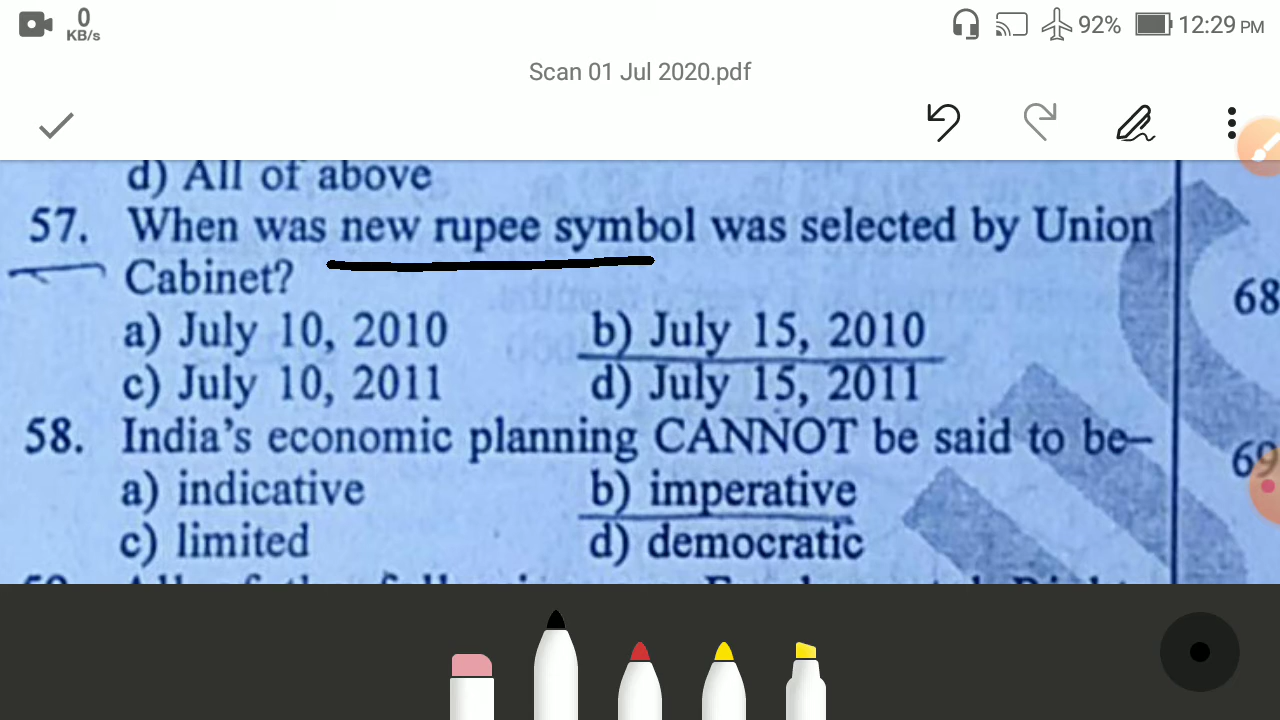 0
KB/s
92%
12:29 PM
Scan 01 Jul 2020.pdf
d) All of above
57. When was new rupee symbol was selected by Union
Cabinet?
a) July 10, 2010 b) July 15, 2010
c) July 10, 2011 d) July 15, 2011
68
58. India's economic planning CANNOT be said to be–
a) indicative b) imperative
c) limited d) democratic
69